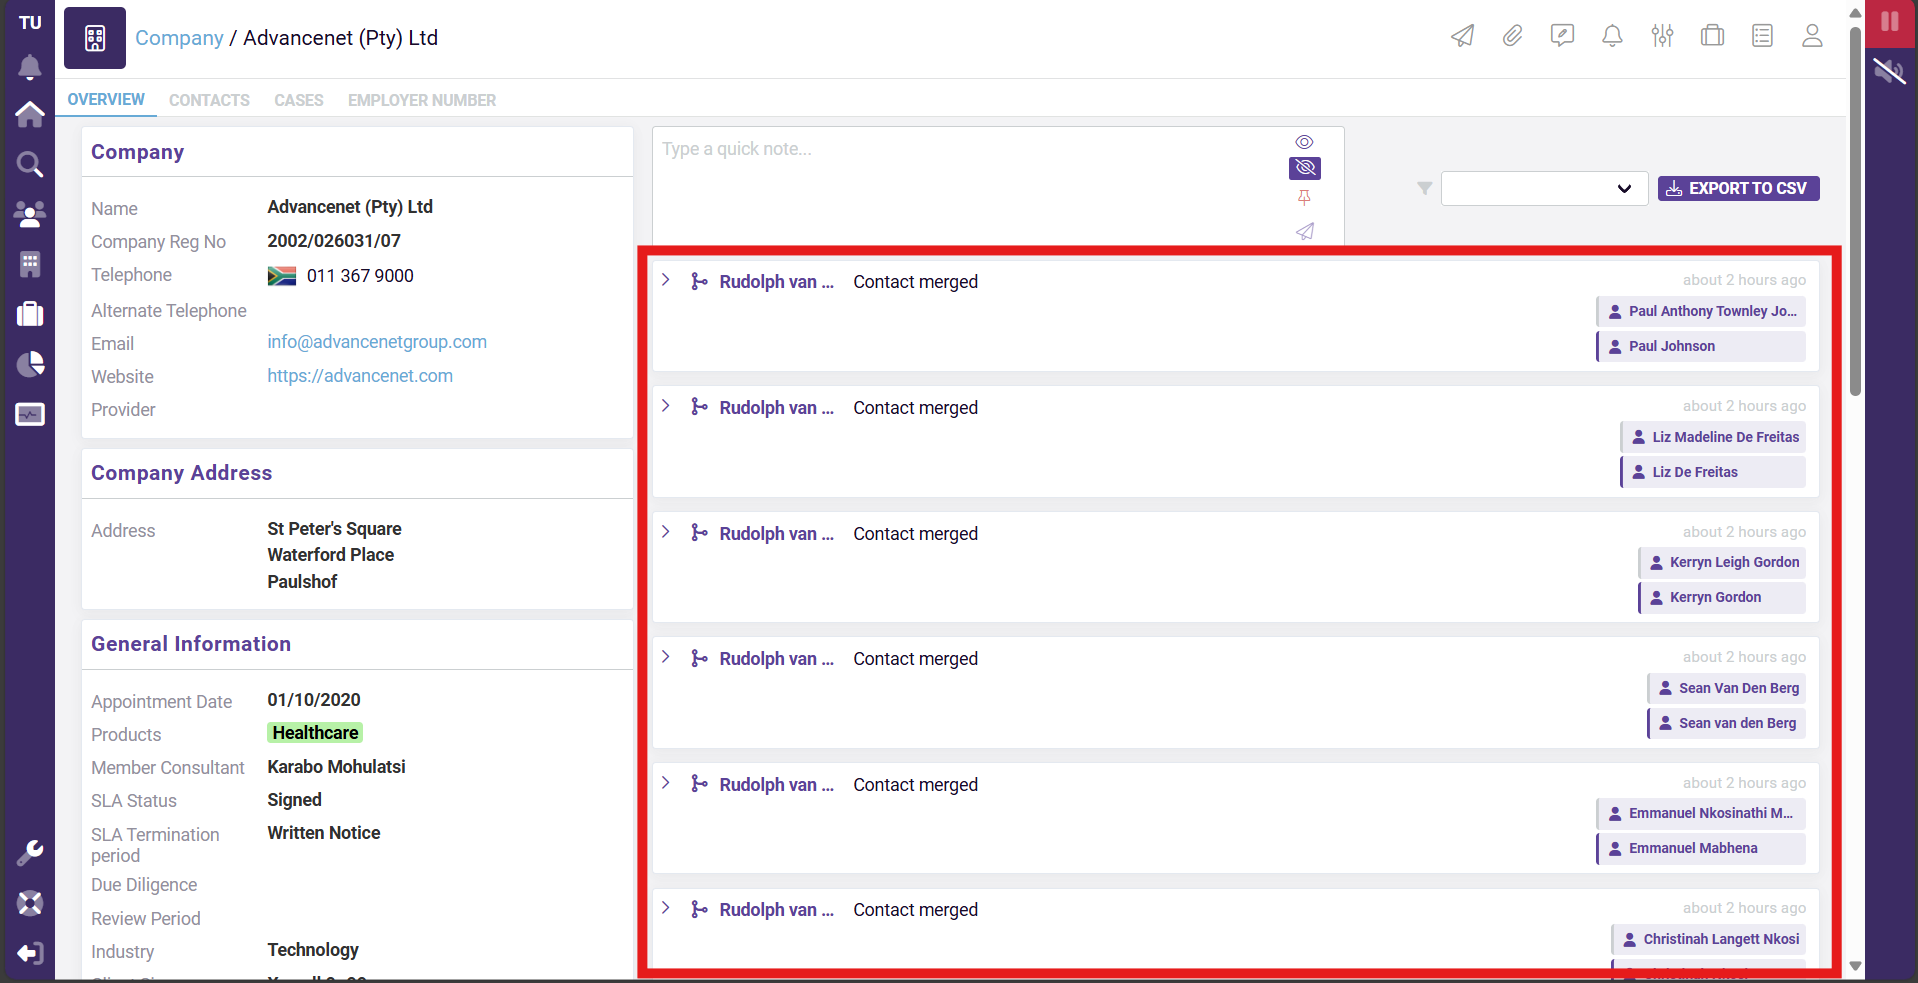 TU
Company / Advancenet (Pty) Ltd
OVERVIEW CONTACTS CASES EMPLOYER NUMBER
Company
Name Advancenet (Pty) Ltd
Company Reg No 2002/026031/07
Telephone 011 367 9000
Alternate Telephone
Email info@advancenetgroup.com
Website https://advancenet.com
Provider
Company Address
Address St Peter's Square
Waterford Place
Paulshof
General Information
Appointment Date 01/10/2020
Products Healthcare
Member Consultant Karabo Mohulatsi
SLA Status Signed
SLA Termination period Written Notice
Due Diligence
Review Period
Industry Technology
Type a quick note...
EXPORT TO CSV
Rudolph van ... Contact merged about 2 hours ago
Paul Anthony Townley Jo...
Paul Johnson
Rudolph van ... Contact merged about 2 hours ago
Liz Madeline De Freitas
Liz De Freitas
Rudolph van ... Contact merged about 2 hours ago
Kerryn Leigh Gordon
Kerryn Gordon
Rudolph van ... Contact merged about 2 hours ago
Sean Van Den Berg
Sean van den Berg
Rudolph van ... Contact merged about 2 hours ago
Emmanuel Nkosinathi M...
Emmanuel Mabhena
Rudolph van ... Contact merged about 2 hours ago
Christinah Langett Nkosi